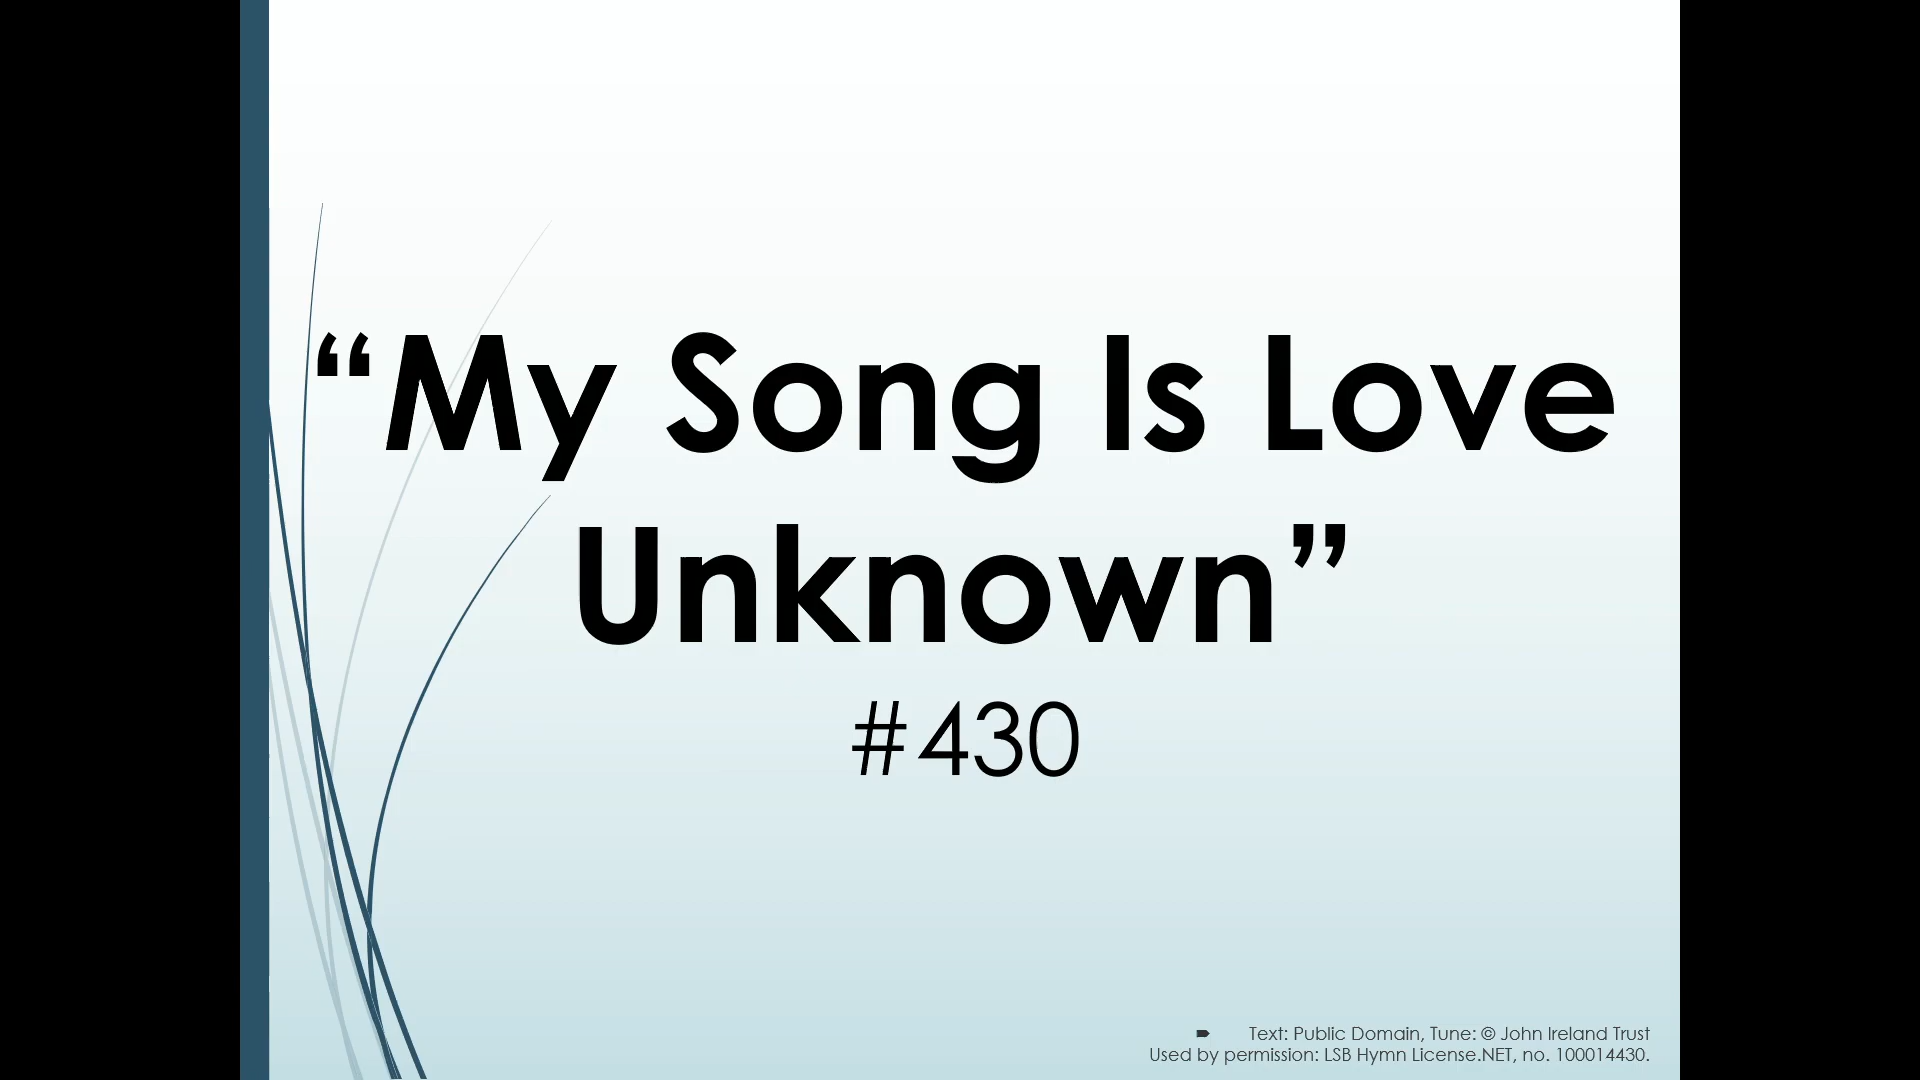 “My Song Is Love
Unknown”
#430
Text: Public Domain, Tune: © John Ireland Trust
Used by permission: LSB Hymn License.NET, no. 100014430.